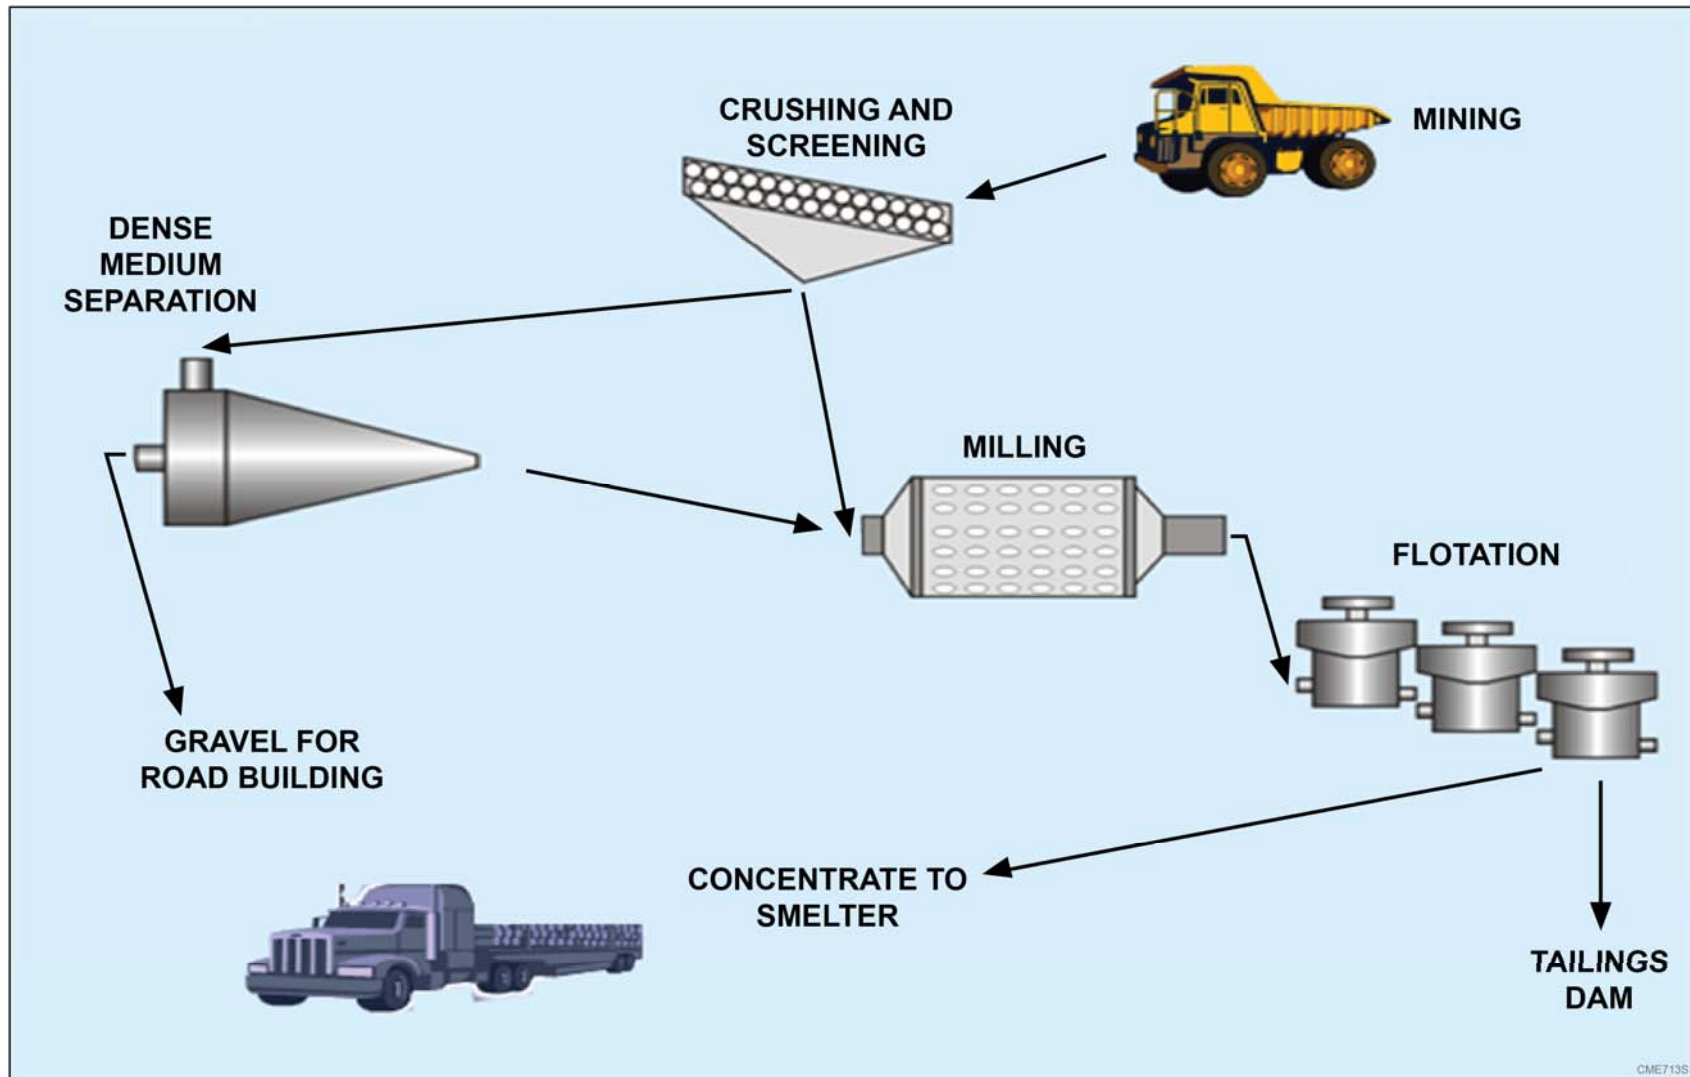 CRUSHING AND
SCREENING
MINING
DENSE
MEDIUM
SEPARATION
MILLING
FLOTATION
GRAVEL FOR
ROAD BUILDING
CONCENTRATE TO
SMELTER
TAILINGS
DAM
CME713S